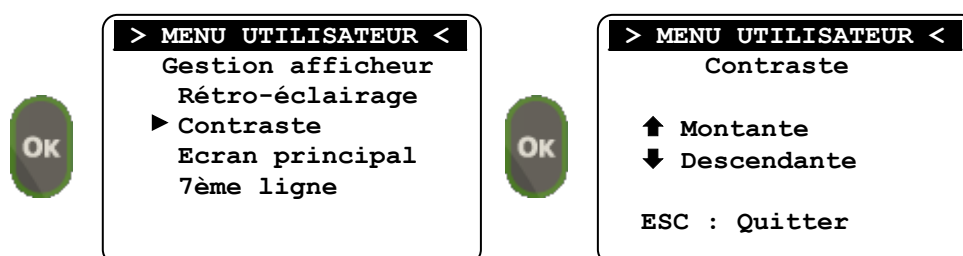 OK
> MENU UTILISATEUR <
Gestion afficheur
Rétro-éclairage
► Contraste
Ecran principal
7ème ligne
OK
> MENU UTILISATEUR <
Contraste
🡅 Montante
🡇 Descendante
ESC : Quitter